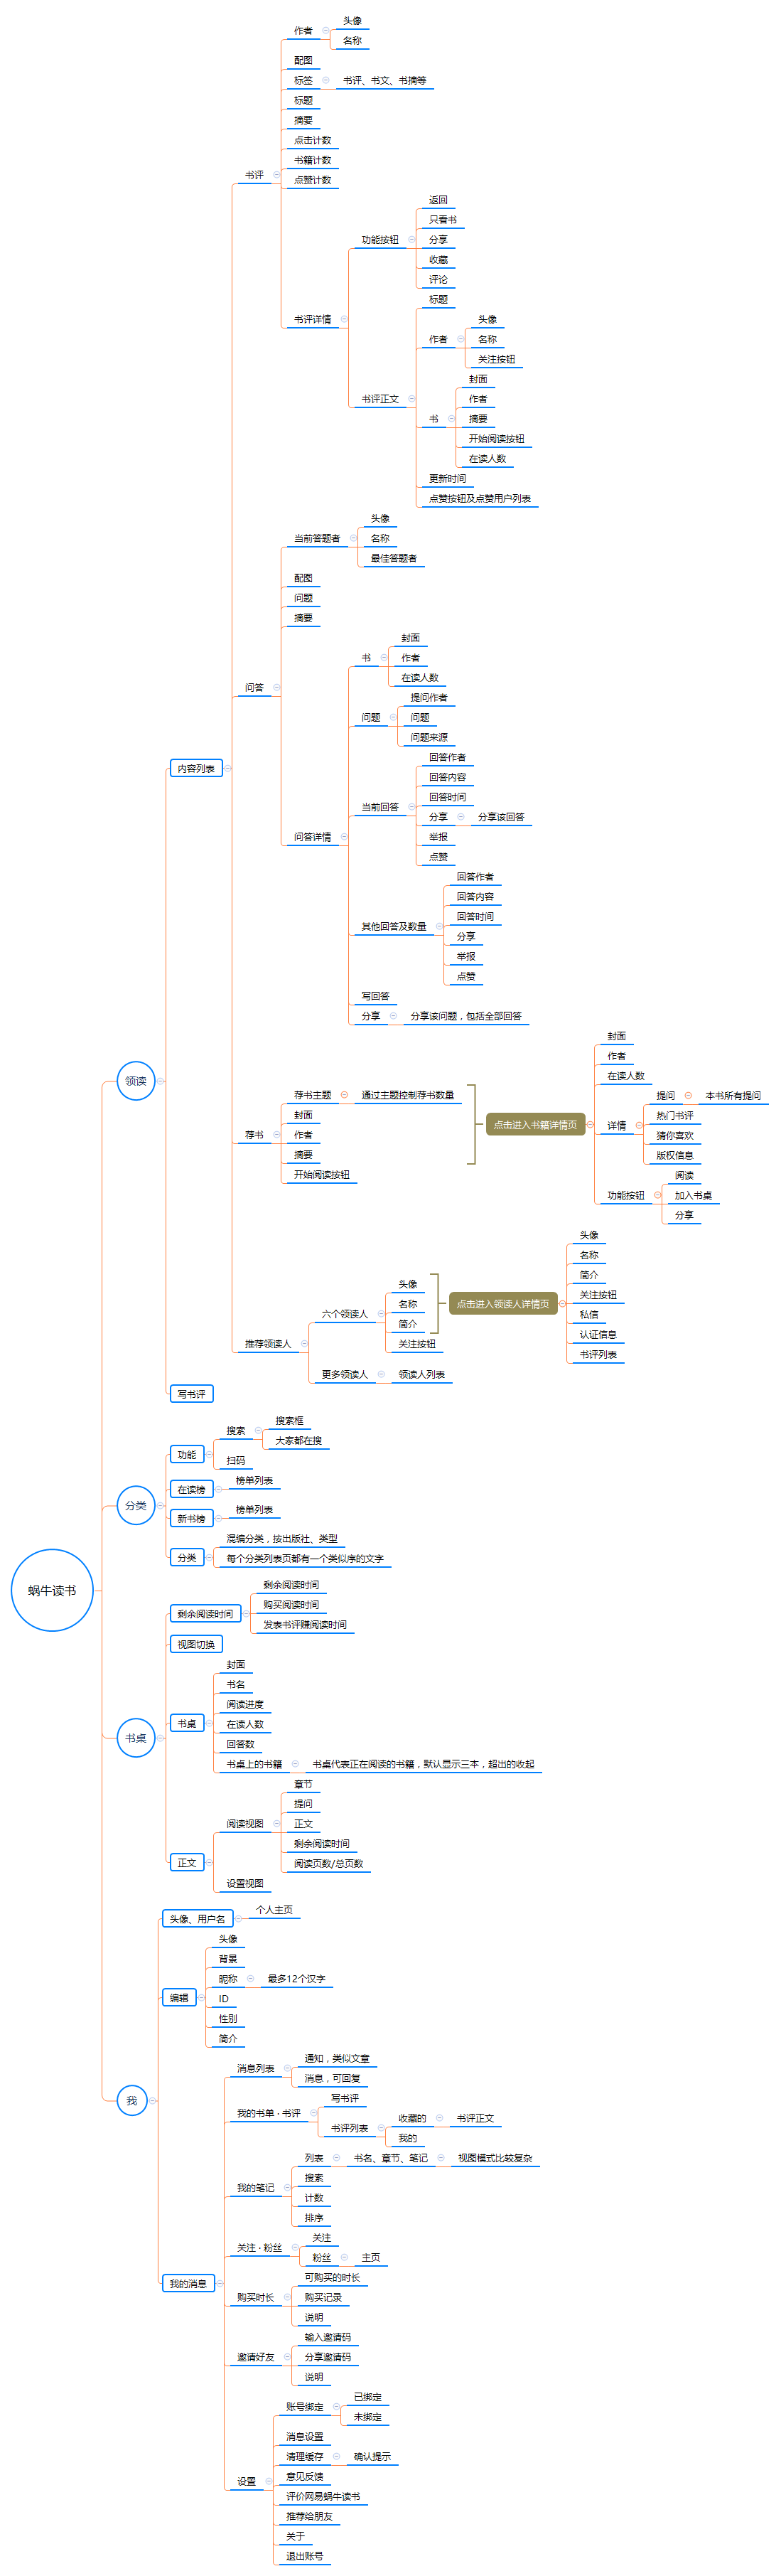 头像
作者
名称
配图
标签
书评、书文、书摘等
标题
摘要
点击计数
书籍计数
书评
点赞计数
返回
只看书
功能按钮
分享
收藏
评论
标题
书评详情
头像
作者
名称
关注按钮
封面
书评正文
作者
书
摘要
开始阅读按钮
在读人数
更新时间
点赞按钮及点赞用户列表
头像
当前答题者
名称
最佳答题者
配图
问题
摘要
封面
书
作者
在读人数
问答
提问作者
问题
问题
问题来源
回答作者
内容列表
回答内容
回答时间
当前回答
分享
分享该回答
问答详情
举报
点赞
回答作者
回答内容
回答时间
其他回答及数量
分享
举报
点赞
写回答
分享
分享该问题，包括全部回答
封面
作者
领读
在读人数
荐书主题
通过主题控制荐书数量
提问
本书所有提问
封面
点击进入书籍详情页
详情
热门书评
荐书
作者
猜你喜欢
摘要
版权信息
开始阅读按钮
阅读
功能按钮
加入书桌
分享
头像
名称
头像
简介
六个领读人
名称
点击进入领读人详情页
关注按钮
简介
私信
推荐领读人
关注按钮
认证信息
书评列表
更多领读人
领读人列表
写书评
搜索框
搜索
大家都在搜
功能
扫码
在读榜
榜单列表
分类
新书榜
榜单列表
混编分类，按出版社、类型
分类
每个分类列表页都有一个类似序的文字
蜗牛读书
剩余阅读时间
剩余阅读时间
购买阅读时间
发表书评赚阅读时间
视图切换
封面
书名
阅读进度
书桌
书桌
在读人数
回答数
书桌上的书籍
书桌代表正在阅读的书籍，默认显示三本，超出的收起
章节
提问
阅读视图
正文
剩余阅读时间
正文
阅读页数/总页数
设置视图
头像、用户名
个人主页
头像
背景
昵称
最多12个汉字
编辑
ID
性别
简介
通知，类似文章
消息列表
消息，可回复
我
写书评
我的书单·书评
收藏的
书评正文
书评列表
我的
列表
书名、章节、笔记
视图模式比较复杂
搜索
我的笔记
计数
排序
关注
关注·粉丝
粉丝
主页
可购买的时长
我的消息
购买时长
购买记录
说明
输入邀请码
邀请好友
分享邀请码
说明
已绑定
账号绑定
未绑定
消息设置
清理缓存
确认提示
设置
意见反馈
评价网易蜗牛读书
推荐给朋友
关于
退出账号